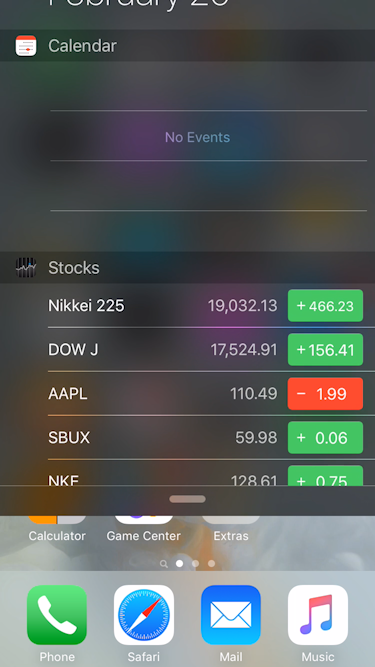 February 20
Calendar
No Events
Stocks
Nikkei 225 19,032.13 + 466.23
DOW J 17,524.91 + 156.41
AAPL 110.49 − 1.99
SBUX 59.98 + 0.06
NKE 128.61 + 0.75
Calculator Game Center Extras
Phone Safari Mail Music